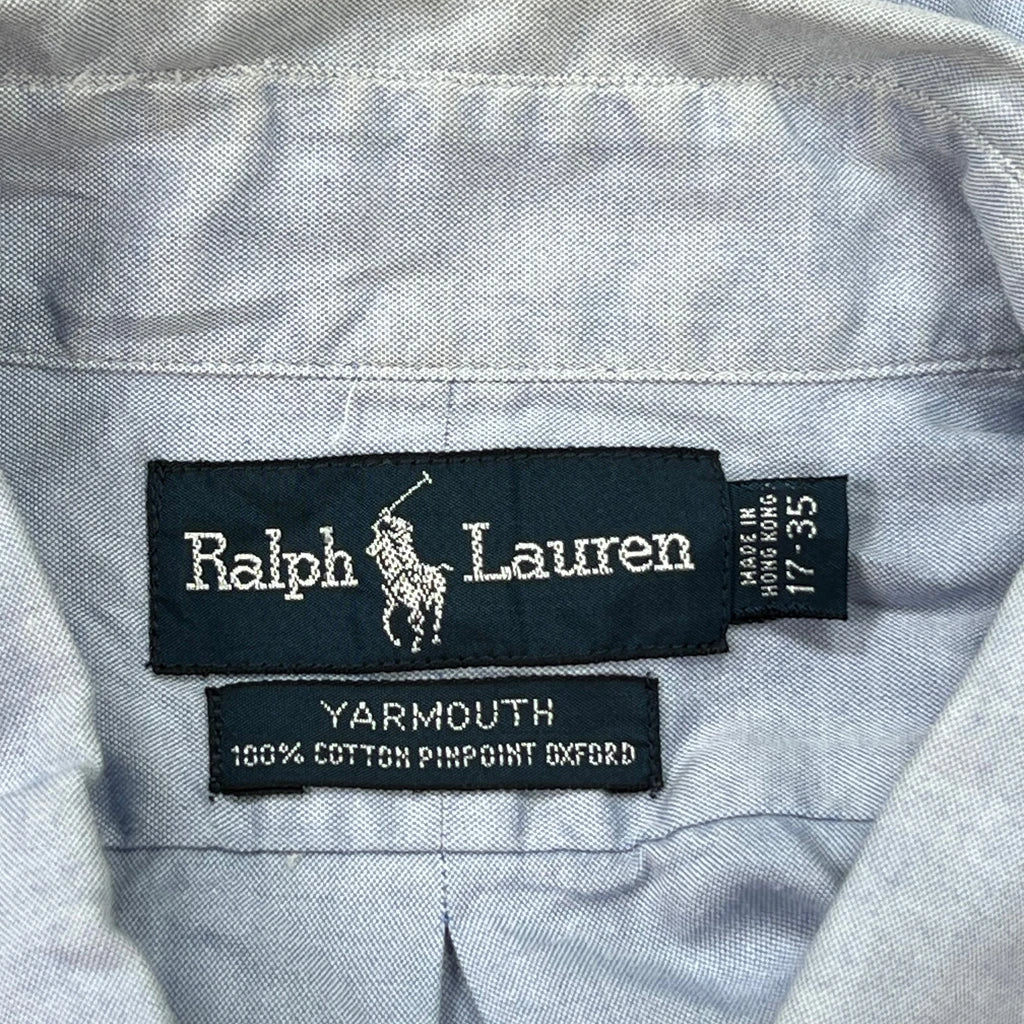 Ralph Lauren
MADE IN
HONG KONG
17-35
YARMOUTH
100% COTTON PINPOINT OXFORD